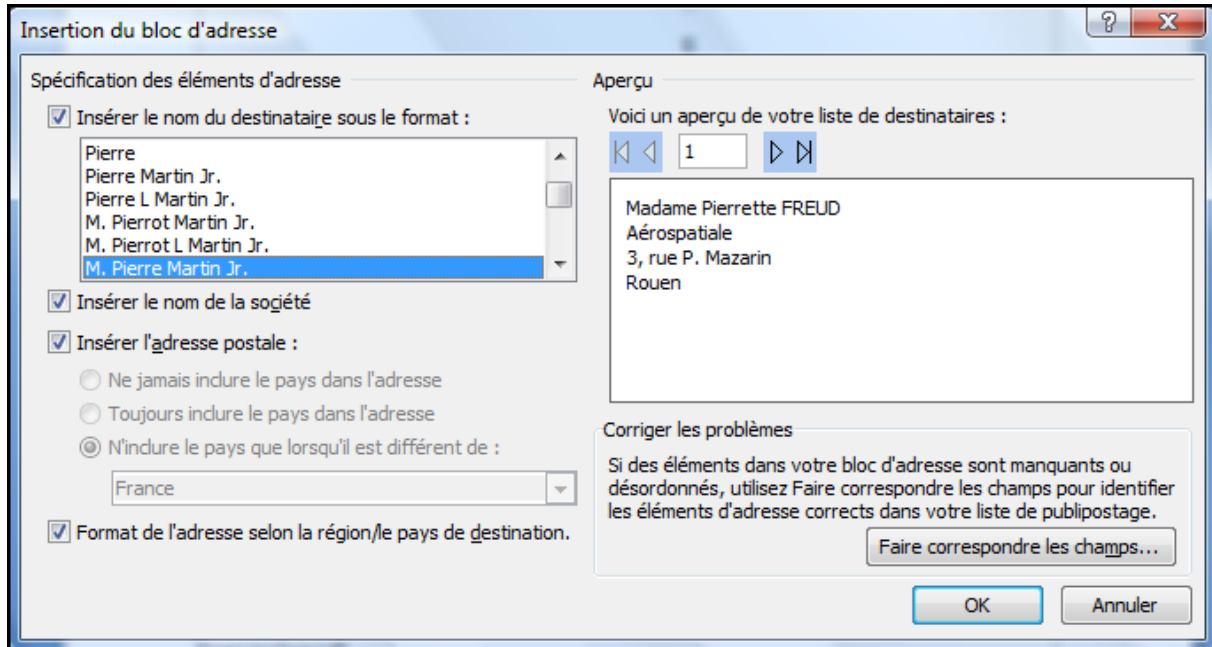 Insertion du bloc d'adresse
Spécification des éléments d'adresse
Insérer le nom du destinataire sous le format :
Pierre
Pierre Martin Jr.
Pierre L Martin Jr.
M. Pierrot Martin Jr.
M. Pierrot L Martin Jr.
M. Pierre Martin Jr.
Insérer le nom de la société
Insérer l'adresse postale :
Ne jamais inclure le pays dans l'adresse
Toujours inclure le pays dans l'adresse
N'inclure le pays que lorsqu'il est différent de :
France
Format de l'adresse selon la région/le pays de destination.
Aperçu
Voici un aperçu de votre liste de destinataires :
1
Madame Pierrette FREUD
Aérospatiale
3, rue P. Mazarin
Rouen
Corriger les problèmes
Si des éléments dans votre bloc d'adresse sont manquants ou
désordonnés, utilisez Faire correspondre les champs pour identifier
les éléments d'adresse corrects dans votre liste de publipostage.
Faire correspondre les champs...
OK
Annuler